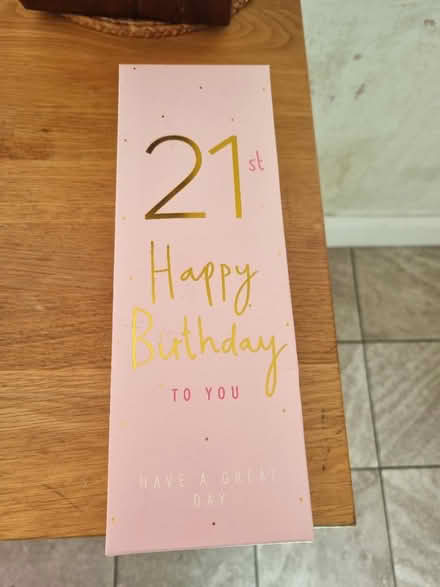 21st
Happy
Birthday
TO YOU
HAVE A GREAT
DAY